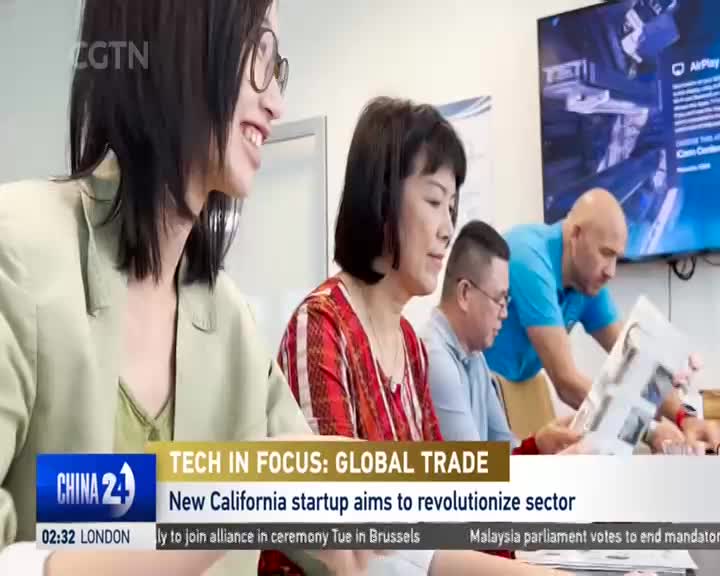 CGTN
AirPlay
TECH IN FOCUS: GLOBAL TRADE
CHINA 24
New California startup aims to revolutionize sector
02:32 LONDON
ly to join alliance in ceremony Tue in Brussels Malaysia parliament votes to end mandator